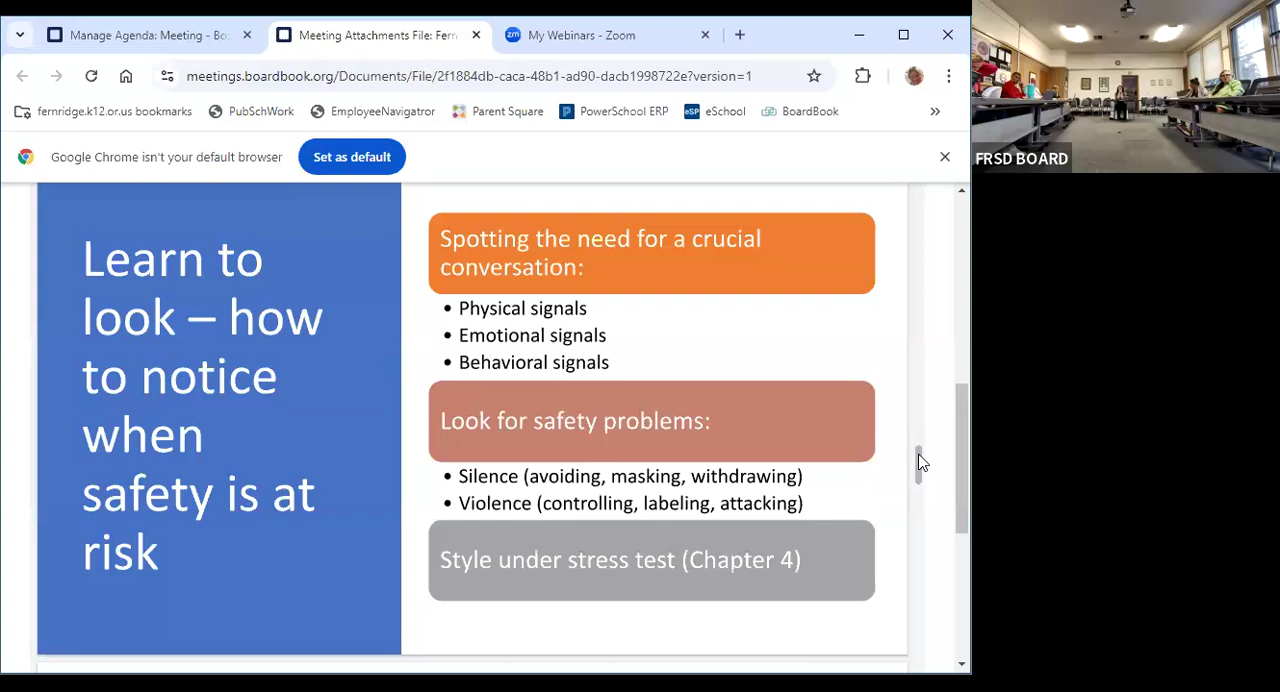 Manage Agenda: Meeting - Bo
Meeting Attachments File: Fern
zm My Webinars - Zoom
meetings.boardbook.org/Documents/File/2f1884db-caca-48b1-ad90-dacb1998722e?version=1
fernridge.k12.or.us bookmarks
PubSchWork
EmployeeNavigator
Parent Square
PowerSchool ERP
eSP eSchool
BoardBook
Google Chrome isn't your default browser
Set as default
FRSD BOARD
Learn to
look – how
to notice
when
safety is at
risk
Spotting the need for a crucial
conversation:
• Physical signals
• Emotional signals
• Behavioral signals
Look for safety problems:
• Silence (avoiding, masking, withdrawing)
• Violence (controlling, labeling, attacking)
Style under stress test (Chapter 4)